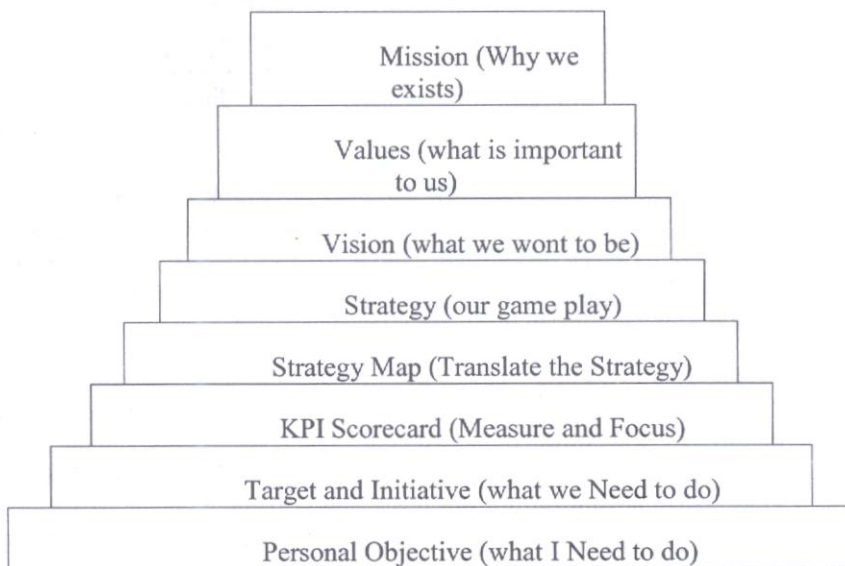 Mission (Why we
exists)
Values (what is important
to us)
Vision (what we wont to be)
Strategy (our game play)
Strategy Map (Translate the Strategy)
KPI Scorecard (Measure and Focus)
Target and Initiative (what we Need to do)
Personal Objective (what I Need to do)